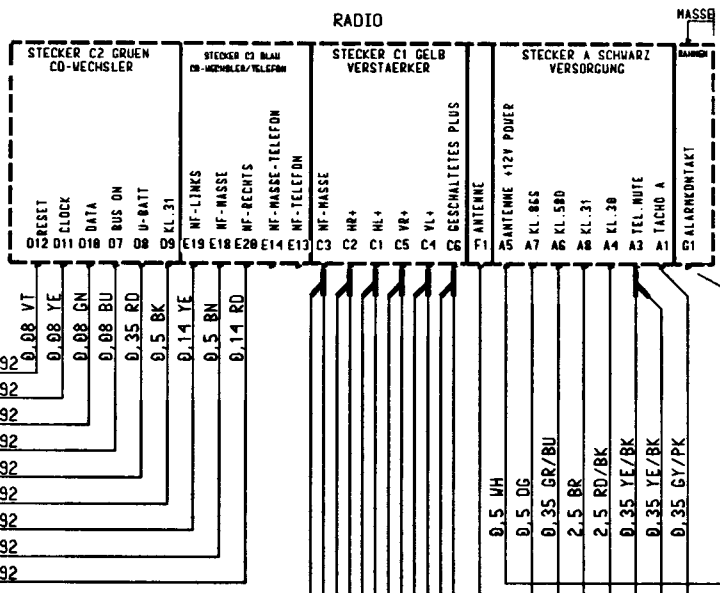 RADIO
MASSE
STECKER C2 GRUEN
CD-WECHSLER
STECKER C3 BLAU
CD-WECHSLER/TELEFON
STECKER C1 GELB
VERSTAERKER
STECKER A SCHWARZ
VERSORGUNG
RAHMEN
RESET
CLOCK
DATA
BUS ON
U-BATT
KL.31
NF-LINKS
NF-MASSE
NF-RECHTS
NF-MASSE-TELEFON
NF-TELEFON
NF-MASSE
HR+
HL+
VR+
VL+
GESCHALTETES PLUS
ANTENNE
ANTENNE +12V POWER
KL.86S
KL.58D
KL.31
KL.30
TEL.MUTE
TACHO A
ALARMKONTAKT
D12 D11 D10 D7 D8 D9 E19 E18 E20 E14 E13 C3 C2 C1 C5 C4 C6 F1 A5 A7 A6 A8 A4 A3 A1 G1
0,08 VT
0,08 YE
0,08 GN
0,08 BU
0,35 RD
0,5 BK
0,14 YE
0,5 BN
0,14 RD
92
92
92
92
92
92
92
92
92
0,5 WH
0,5 OG
0,35 GR/BU
2,5 BR
2,5 RD/BK
0,35 YE/BK
0,35 YE/BK
0,35 GY/PK